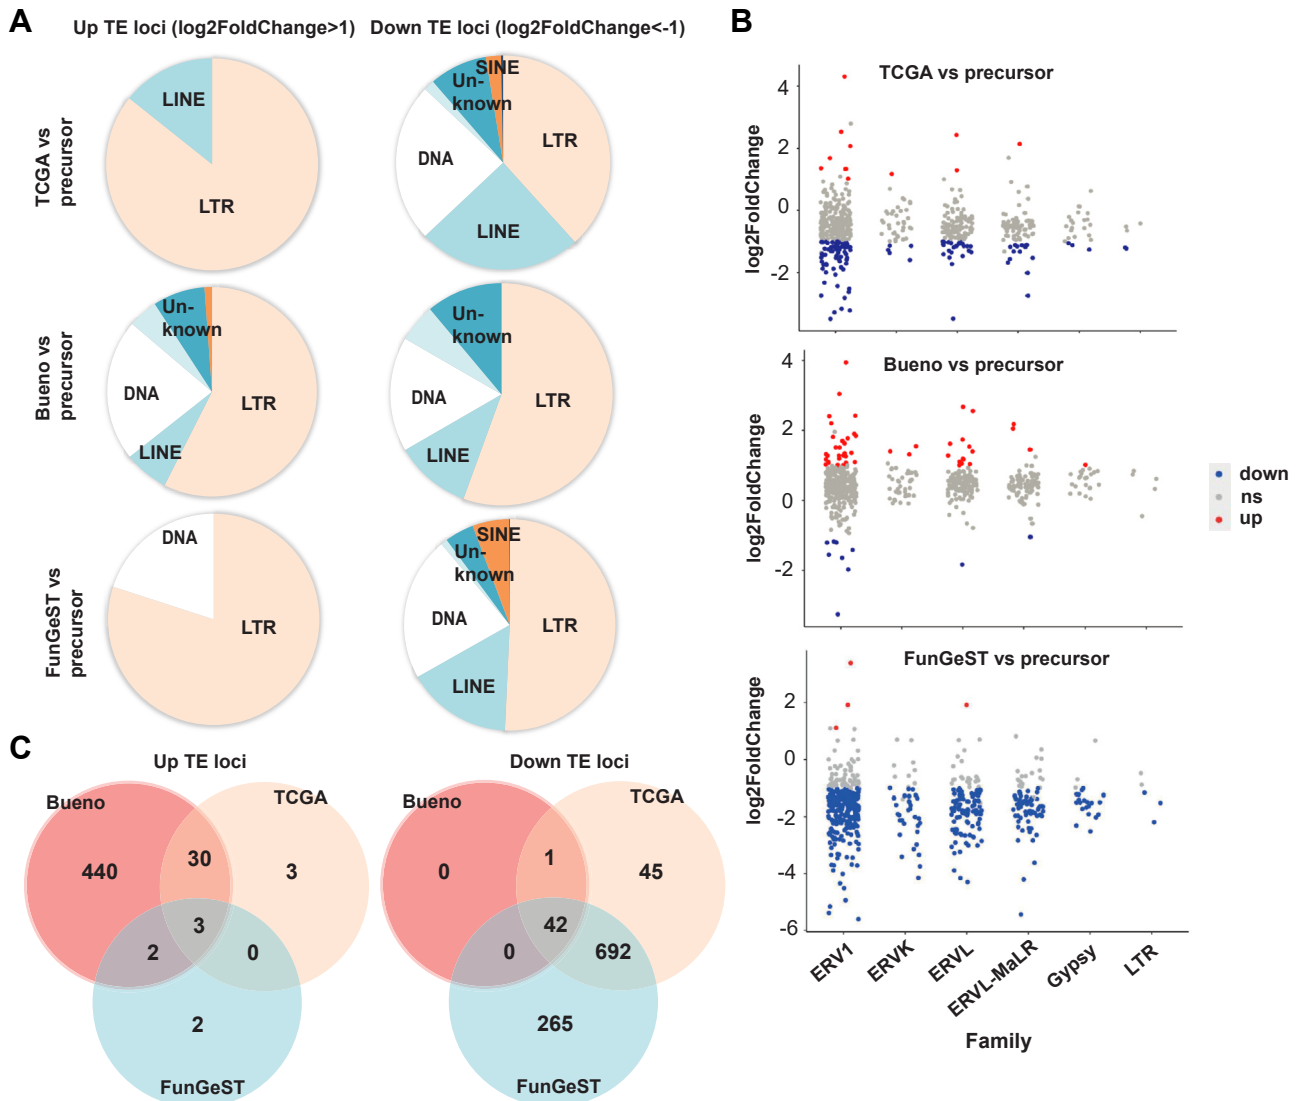 A
Up TE loci (log2FoldChange>1)
Down TE loci (log2FoldChange<-1)
TCGA vs
precursor
LINE
LTR
SINE
Un-
known
DNA
LTR
LINE
Bueno vs
precursor
Un-
known
DNA
LINE
LTR
Un-
known
DNA
LINE
LTR
FunGeST vs
precursor
DNA
LTR
SINE
Un-
known
DNA
LINE
LTR
B
TCGA vs precursor
log2FoldChange
4
2
0
-2
Bueno vs precursor
log2FoldChange
4
2
0
-2
FunGeST vs precursor
log2FoldChange
2
0
-2
-4
-6
ERV1
ERVK
ERVL
ERVL-MaLR
Gypsy
LTR
Family
down
ns
up
C
Up TE loci
Bueno
TCGA
440
30
3
3
2
0
2
FunGeST
Down TE loci
Bueno
TCGA
0
1
45
42
0
692
265
FunGeST